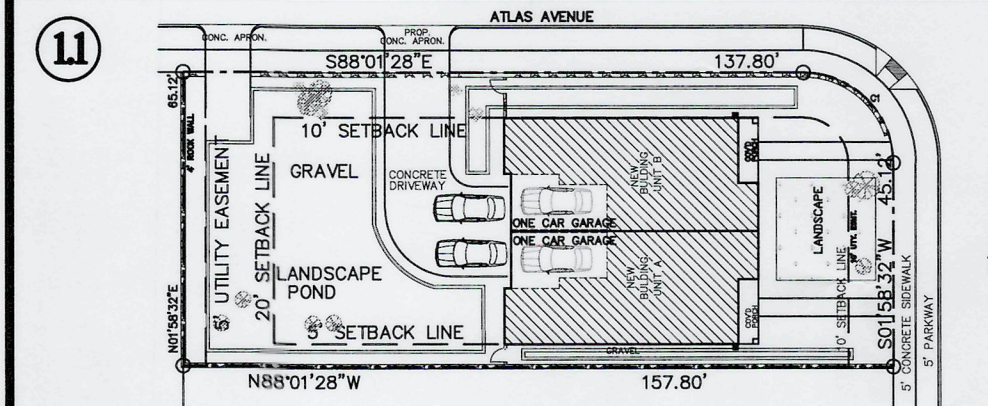 1.1
ATLAS AVENUE
CONC. APRON.
PROP.
CONC. APRON.
S88°01'28"E
137.80'
65.12'
4' ROCK WALL
10' SETBACK LINE
GRAVEL
CONCRETE
DRIVEWAY
NEW
BULDING
UNIT B
COV'D
PORCH
5' UTILITY EASEMENT
20' SETBACK LINE
ONE CAR GARAGE
ONE CAR GARAGE
LANDSCAPE
45.12'
LANDSCAPE
POND
NEW
BULDING
UNIT A
COV'D
PORCH
N01°58'32"E
5' SETBACK LINE
SETBACK LINE
S01°58'32"W
5' CONCRETE SIDEWALK
5' PARKWAY
GRAVEL
N88°01'28"W
157.80'